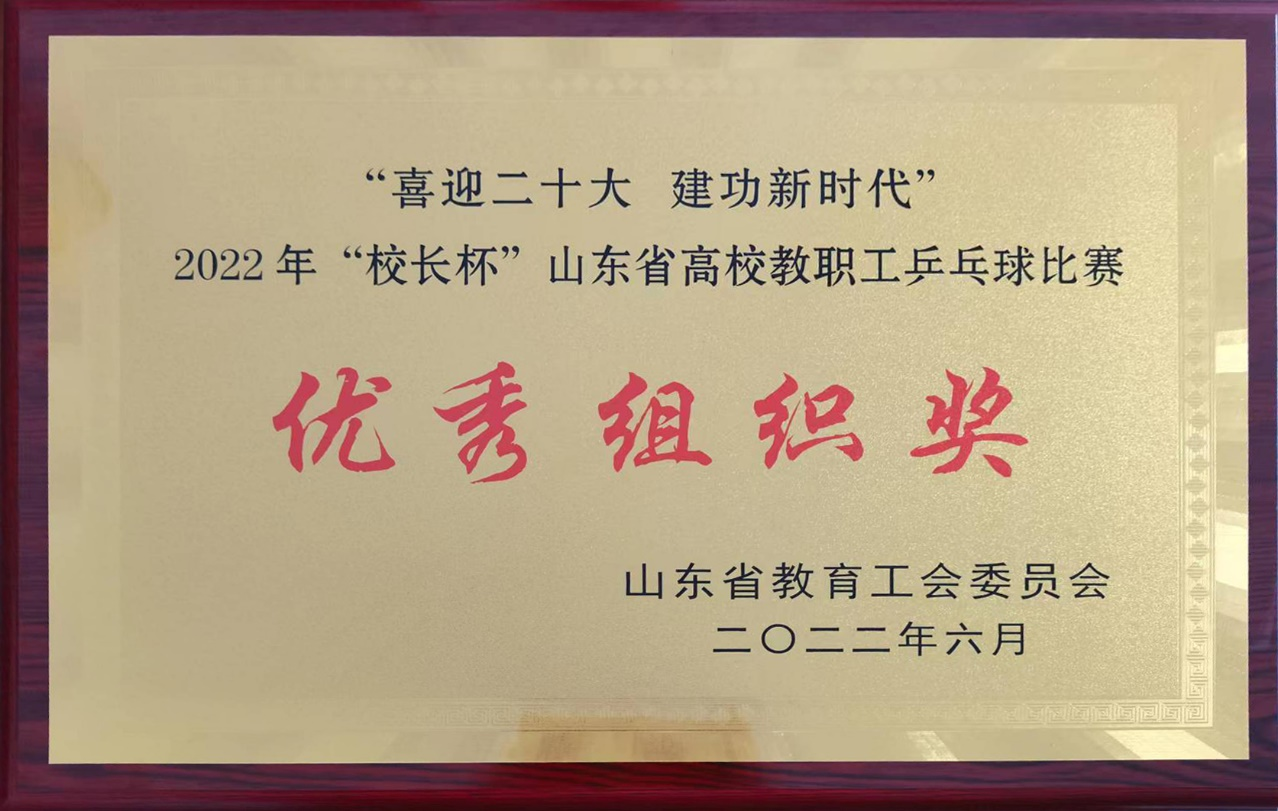 “喜迎二十大 建功新时代”
2022年“校长杯”山东省高校教职工乒乓球比赛
优秀组织奖
山东省教育工会委员会
二〇二二年六月